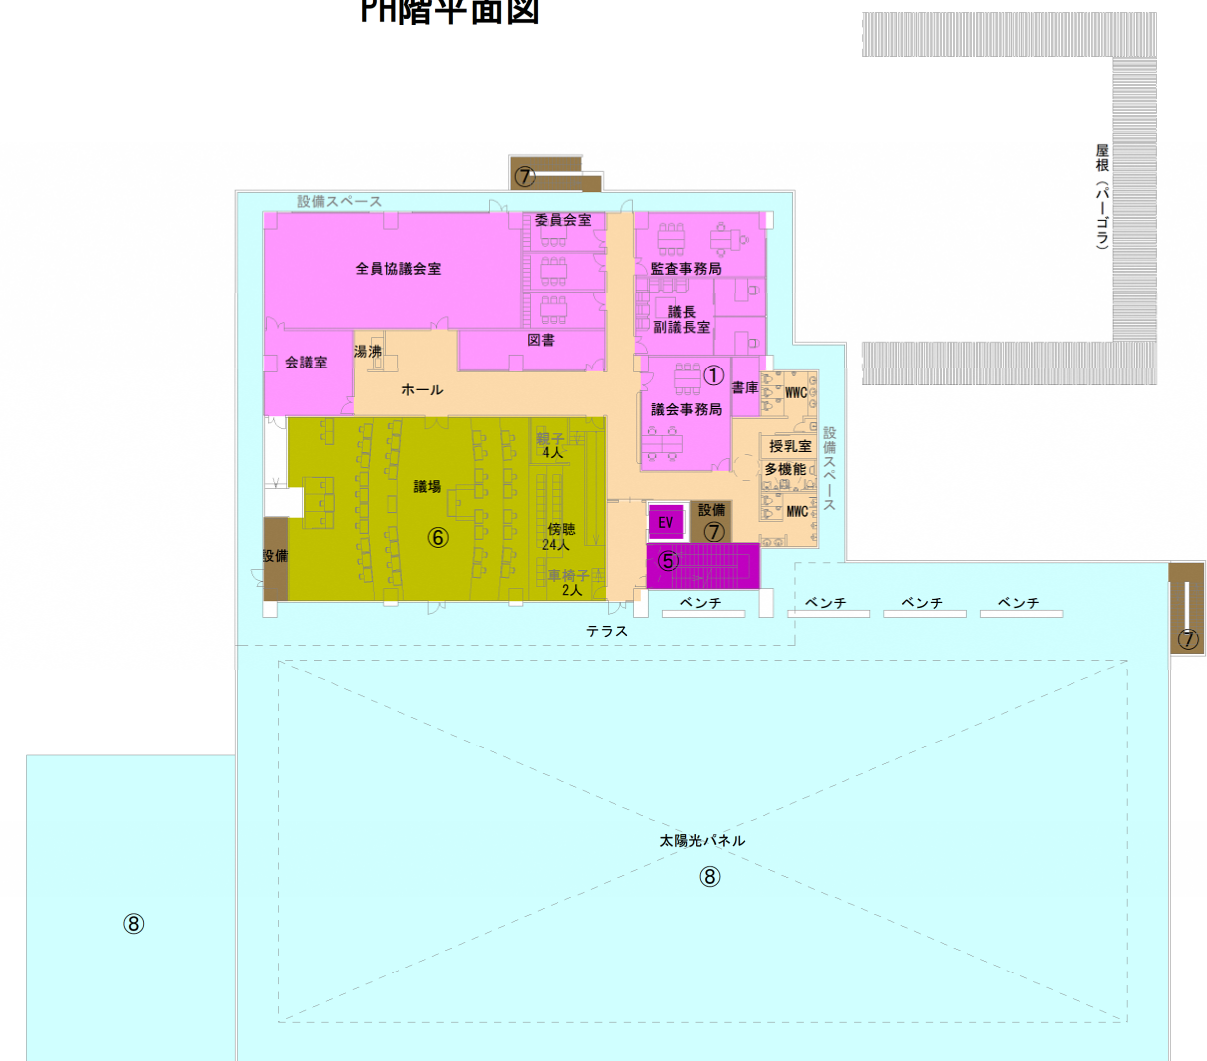 PH階平面図
屋根（パーゴラ）
⑦
設備スペース
委員会室
全員協議会室
監査事務局
議長
副議長室
図書
湯沸
会議室
①
書庫
ホール
WWC
議会事務局
設備スペース
親子
4人
授乳室
多機能
議場
設備
⑦
MWC
EV
⑥
傍聴
24人
設備
⑤
車椅子
2人
ベンチ
ベンチ
ベンチ
ベンチ
テラス
⑦
太陽光パネル
⑧
⑧